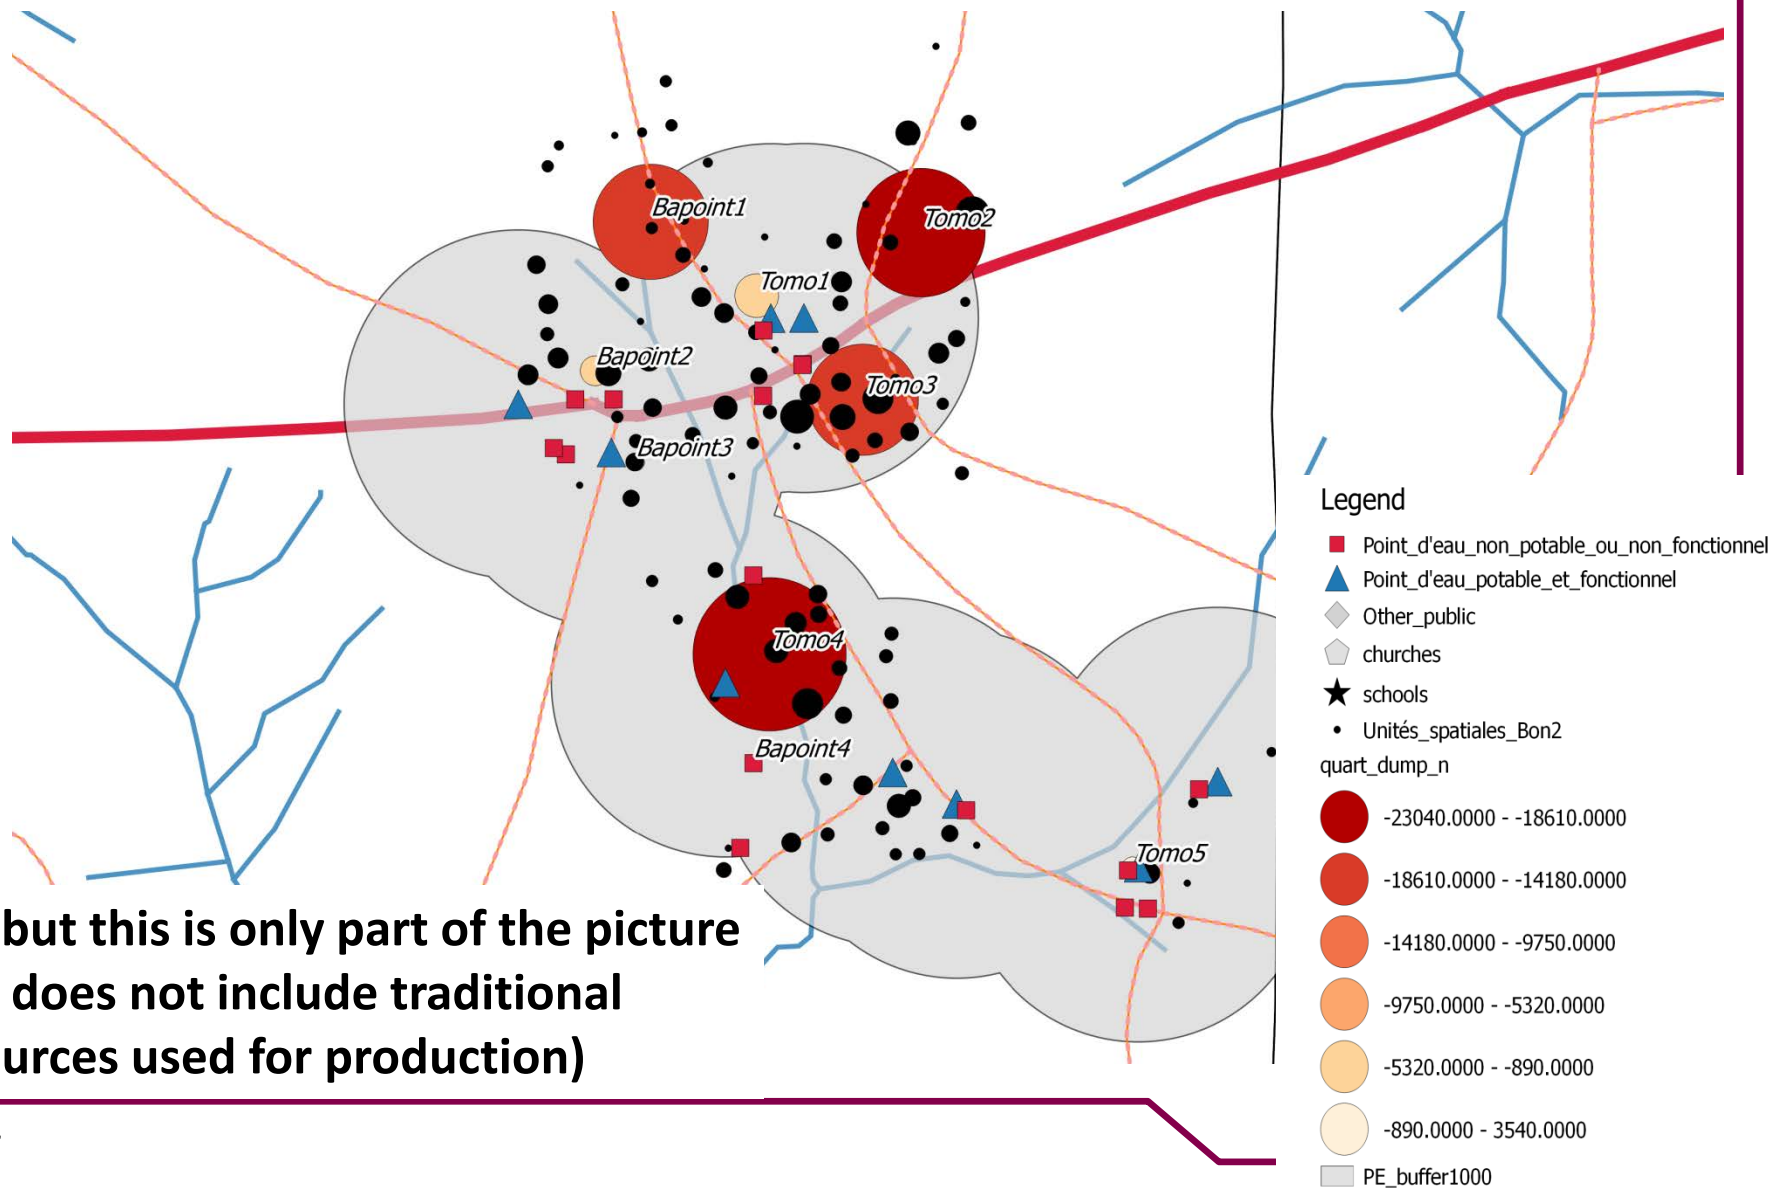 Bapoint1
Tomo2
Tomo1
Bapoint2
Tomo3
Bapoint3
Tomo4
Bapoint4
Tomo5
Legend
Point_d'eau_non_potable_ou_non_fonctionnel
Point_d'eau_potable_et_fonctionnel
Other_public
churches
schools
Unités_spatiales_Bon2
quart_dump_n
-23040.0000 - -18610.0000
-18610.0000 - -14180.0000
-14180.0000 - -9750.0000
-9750.0000 - -5320.0000
-5320.0000 - -890.0000
-890.0000 - 3540.0000
PE_buffer1000
but this is only part of the picture
does not include traditional
urces used for production)